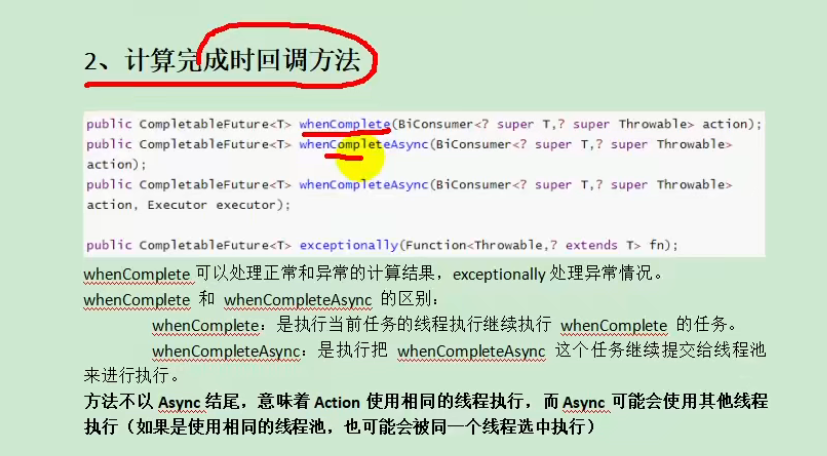 2、计算完成时回调方法
public CompletableFuture<T> whenComplete(BiConsumer<? super T,? super Throwable> action);
public CompletableFuture<T> whenCompleteAsync(BiConsumer<? super T,? super Throwable>
action);
public CompletableFuture<T> whenCompleteAsync(BiConsumer<? super T,? super Throwable>
action, Executor executor);
public CompletableFuture<T> exceptionally(Function<Throwable,? extends T> fn);
whenComplete 可以处理正常和异常的计算结果，exceptionally 处理异常情况。
whenComplete 和 whenCompleteAsync 的区别：
whenComplete：是执行当前任务的线程执行继续执行 whenComplete 的任务。
whenCompleteAsync：是执行把 whenCompleteAsync 这个任务继续提交给线程池
来进行执行。
方法不以 Async 结尾，意味着 Action 使用相同的线程执行，而 Async 可能会使用其他线程
执行（如果是使用相同的线程池，也可能会被同一个线程选中执行）